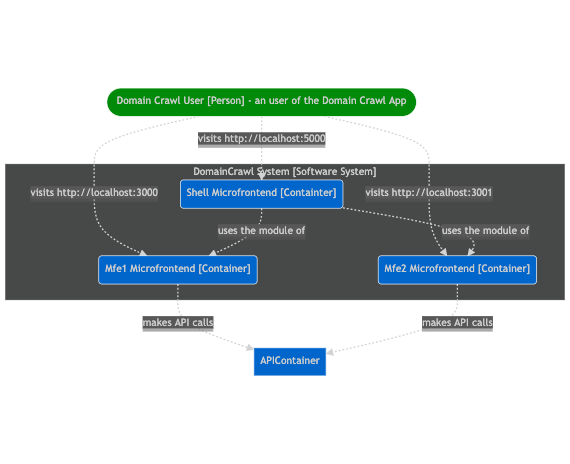 Domain Crawl User [Person] - an user of the Domain Crawl App
visits http://localhost:5000
DomainCrawl System [Software System]
visits http://localhost:3000
Shell Microfrontend [Containter]
visits http://localhost:3001
uses the module of
uses the module of
Mfe1 Microfrontend [Container]
Mfe2 Microfrontend [Container]
makes API calls
makes API calls
APIContainer